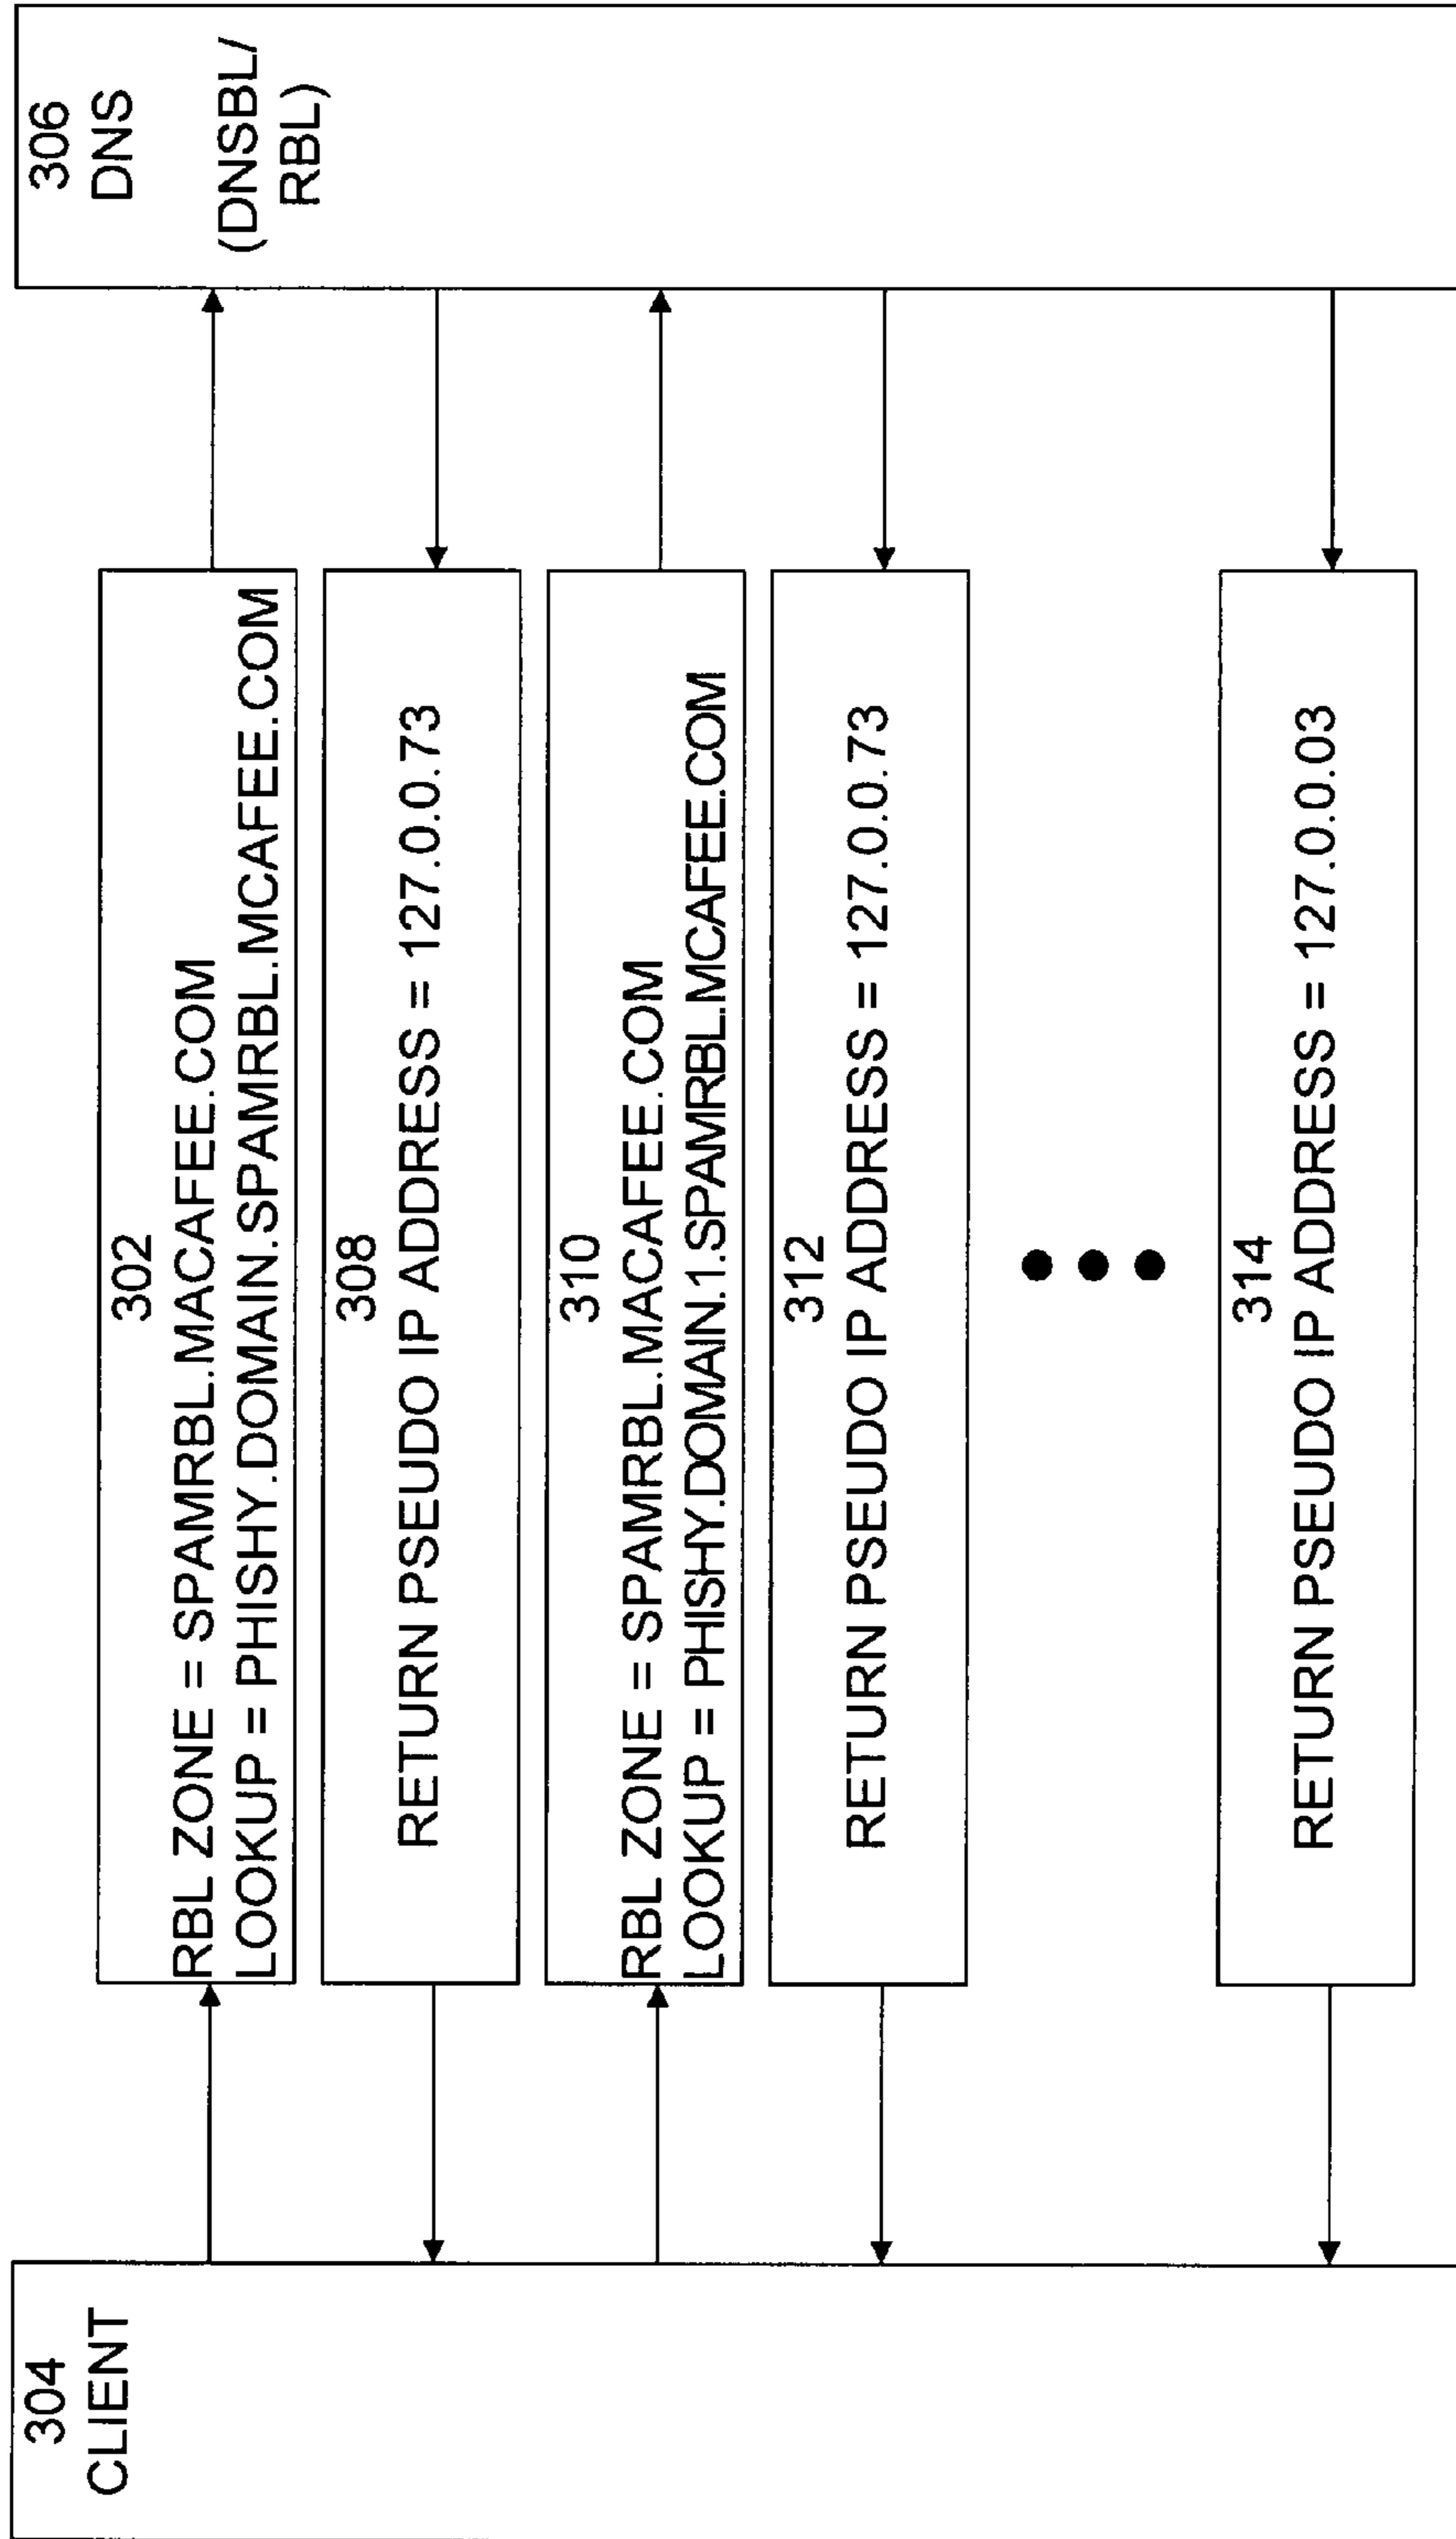 304
CLIENT
302
RBL ZONE = SPAMRBL.MACAFEE.COM
LOOKUP = PHISHY.DOMAIN.SPAMRBL.MCAFEE.COM
308
RETURN PSEUDO IP ADDRESS = 127.0.0.73
310
RBL ZONE = SPAMRBL.MACAFEE.COM
LOOKUP = PHISHY.DOMAIN.1.SPAMRBL.MCAFEE.COM
312
RETURN PSEUDO IP ADDRESS = 127.0.0.73
314
RETURN PSEUDO IP ADDRESS = 127.0.0.03
306
DNS
(DNSBL/
RBL)